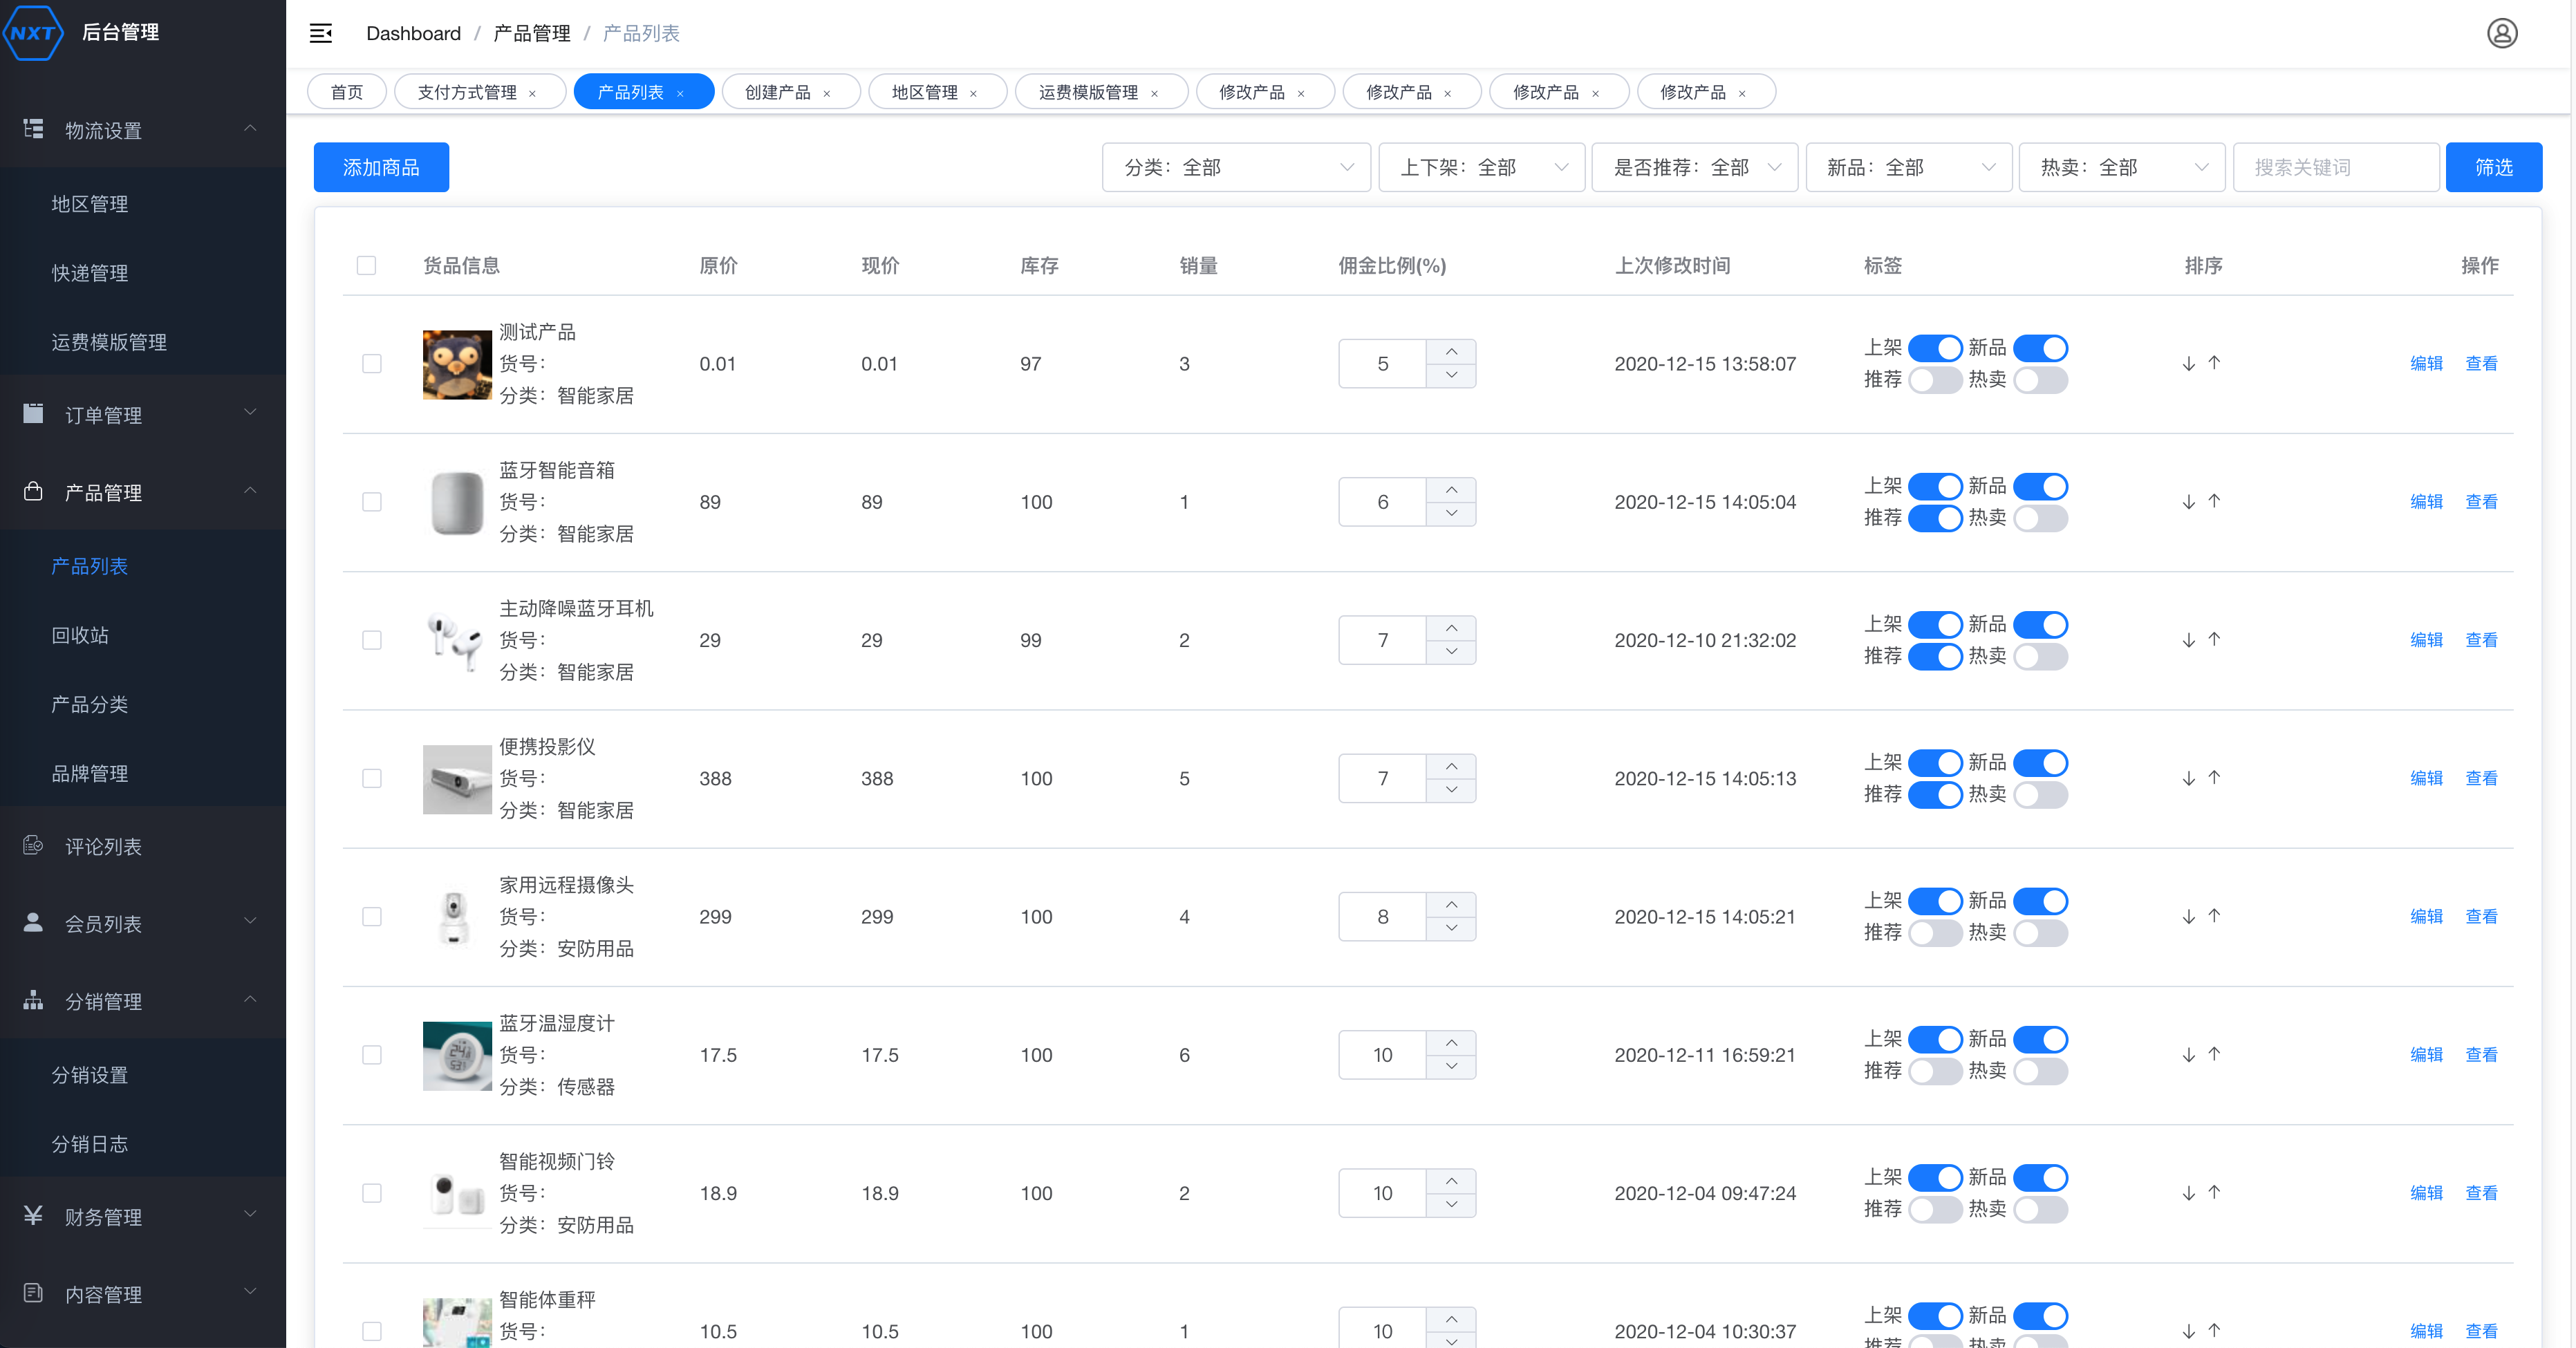 NXT 后台管理
Dashboard / 产品管理 / 产品列表
首页 支付方式管理 × 产品列表 × 创建产品 × 地区管理 × 运费模版管理 × 修改产品 × 修改产品 × 修改产品 × 修改产品 ×
物流设置
地区管理
快递管理
运费模版管理
订单管理
产品管理
产品列表
回收站
产品分类
品牌管理
评论列表
会员列表
分销管理
分销设置
分销日志
¥ 财务管理
内容管理
添加商品 分类：全部 上下架：全部 是否推荐：全部 新品：全部 热卖：全部 搜索关键词 筛选
货品信息 原价 现价 库存 销量 佣金比例(%) 上次修改时间 标签 排序 操作
测试产品
货号：
分类：智能家居
0.01 0.01 97 3 5 2020-12-15 13:58:07
上架 新品
推荐 热卖
↓ ↑ 编辑 查看
蓝牙智能音箱
货号：
分类：智能家居
89 89 100 1 6 2020-12-15 14:05:04
上架 新品
推荐 热卖
↓ ↑ 编辑 查看
主动降噪蓝牙耳机
货号：
分类：智能家居
29 29 99 2 7 2020-12-10 21:32:02
上架 新品
推荐 热卖
↓ ↑ 编辑 查看
便携投影仪
货号：
分类：智能家居
388 388 100 5 7 2020-12-15 14:05:13
上架 新品
推荐 热卖
↓ ↑ 编辑 查看
家用远程摄像头
货号：
分类：安防用品
299 299 100 4 8 2020-12-15 14:05:21
上架 新品
推荐 热卖
↓ ↑ 编辑 查看
蓝牙温湿度计
货号：
分类：传感器
17.5 17.5 100 6 10 2020-12-11 16:59:21
上架 新品
推荐 热卖
↓ ↑ 编辑 查看
智能视频门铃
货号：
分类：安防用品
18.9 18.9 100 2 10 2020-12-04 09:47:24
上架 新品
推荐 热卖
↓ ↑ 编辑 查看
智能体重秤
货号：
10.5 10.5 100 1 10 2020-12-04 10:30:37
上架 新品
推荐 热卖
↓ ↑ 编辑 查看